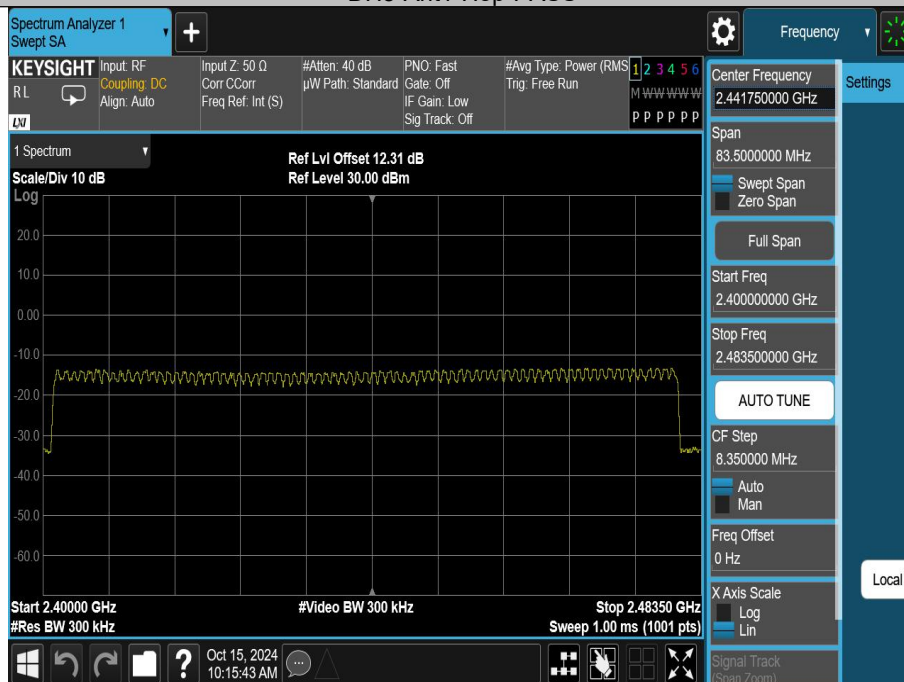 Spectrum Analyzer 1
Swept SA
Frequency
KEYSIGHT
R L
LXI
Input: RF
Coupling: DC
Align: Auto
Input Z: 50 Ω
Corr CCorr
Freq Ref: Int (S)
#Atten: 40 dB
µW Path: Standard
PNO: Fast
Gate: Off
IF Gain: Low
Sig Track: Off
#Avg Type: Power (RMS
Trig: Free Run
1 2 3 4 5 6
M W W W W W
P P P P P P
1 Spectrum
Scale/Div 10 dB
Log
Ref Lvl Offset 12.31 dB
Ref Level 30.00 dBm
20.0
10.0
0.00
-10.0
-20.0
-30.0
-40.0
-50.0
-60.0
Start 2.40000 GHz
#Res BW 300 kHz
#Video BW 300 kHz
Stop 2.48350 GHz
Sweep 1.00 ms (1001 pts)
Center Frequency
2.441750000 GHz
Settings
Span
83.5000000 MHz
Swept Span
Zero Span
Full Span
Start Freq
2.400000000 GHz
Stop Freq
2.483500000 GHz
AUTO TUNE
CF Step
8.350000 MHz
Auto
Man
Freq Offset
0 Hz
Local
X Axis Scale
Log
Lin
Signal Track
(Span Zoom)
?
Oct 15, 2024
10:15:43 AM